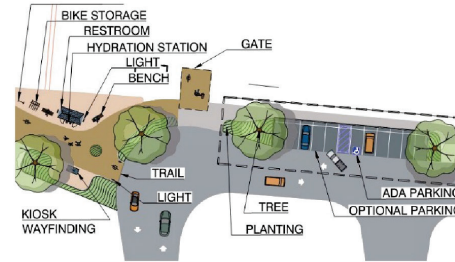 BIKE STORAGE
RESTROOM
HYDRATION STATION
LIGHT
BENCH
GATE
TRAIL
LIGHT
KIOSK
WAYFINDING
TREE
PLANTING
ADA PARKING
OPTIONAL PARKING